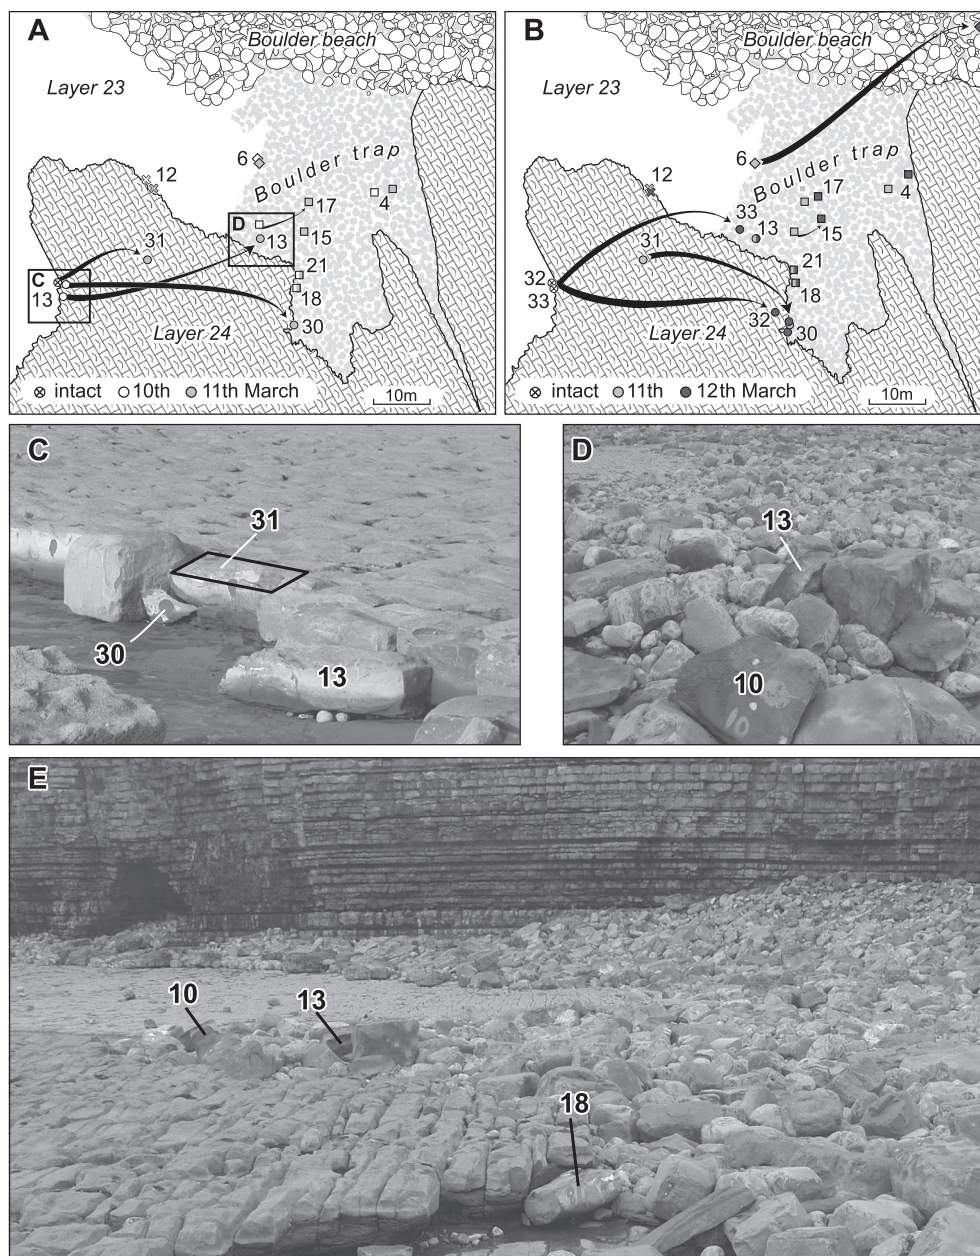 A
Boulder beach
Layer 23
6
12
Boulder trap
4
17
D
13
15
31
21
C
13
18
30
Layer 24
intact 10th 11th March
10m
B
Boulder beach
Layer 23
6
12
Boulder trap
17
4
33
13
15
31
21
32
33
18
32
30
Layer 24
intact 11th 12th March
10m
C
31
30
13
D
13
10
10
E
10
13
18